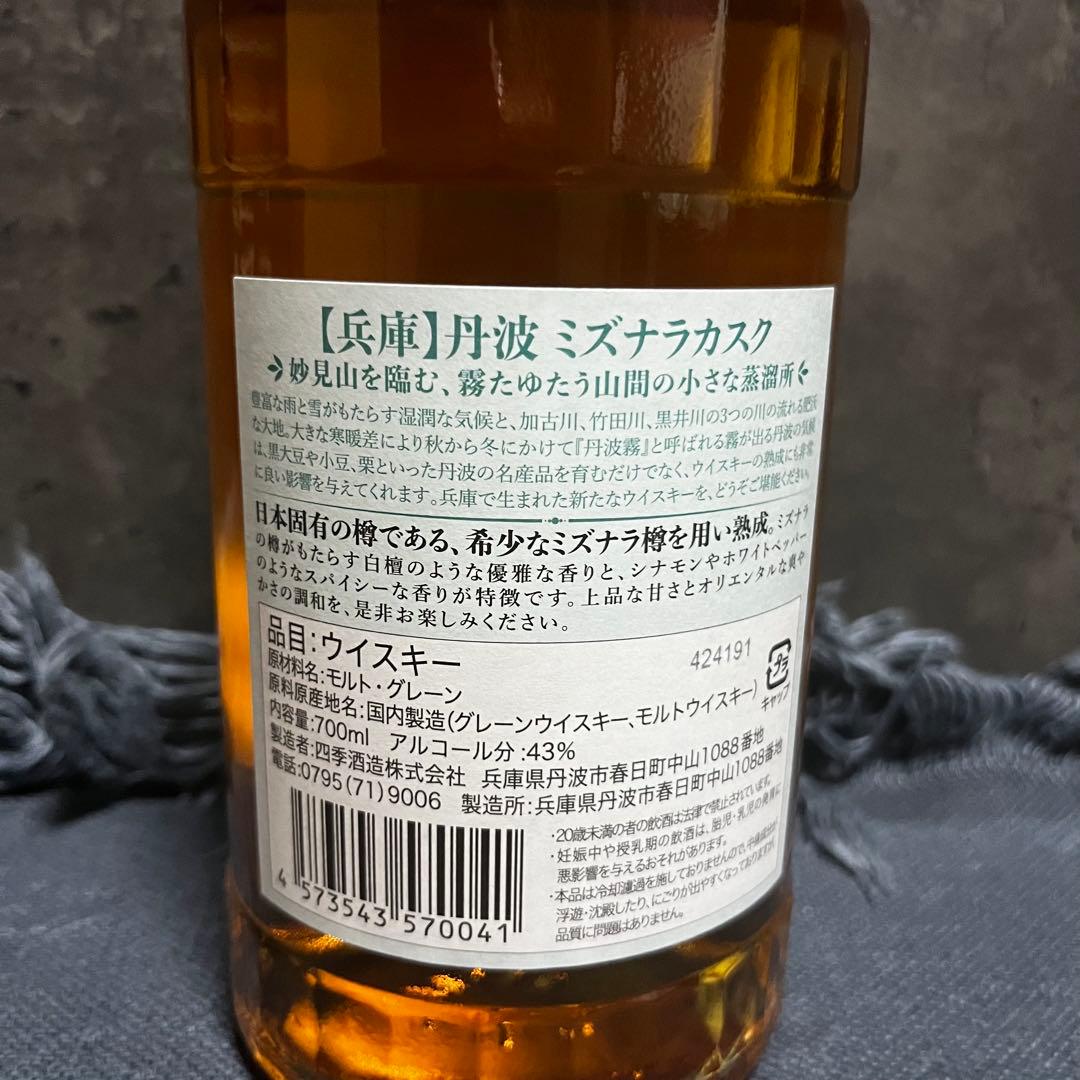 【兵庫】丹波 ミズナラカスク
妙見山を臨む、霧たゆたう山間の小さな蒸溜所
豊富な雨と雪がもたらす湿潤な気候と、加古川、竹田川、黒井川の3つの川の流れる肥沃
な大地。大きな寒暖差により秋から冬にかけて『丹波霧』と呼ばれる霧が出る丹波の気候
は、黒大豆や小豆、栗といった丹波の名産品を育むだけでなく、ウイスキーの熟成にも非常
に良い影響を与えてくれます。兵庫で生まれた新たなウイスキーを、どうぞご堪能ください。
日本固有の樽である、希少なミズナラ樽を用い熟成。ミズナラ
の樽がもたらす白檀のような優雅な香りと、シナモンやホワイトペッパー
のようなスパイシーな香りが特徴です。上品な甘さとオリエンタルな爽や
かさの調和を、是非お楽しみください。
品目:ウイスキー
424191
原材料名:モルト・グレーン
プラ
キャップ
原料原産地名:国内製造(グレーンウイスキー、モルトウイスキー)
内容量:700ml アルコール分:43%
製造者:四季酒造株式会社 兵庫県丹波市春日町中山1088番地
電話:0795(71)9006 製造所:兵庫県丹波市春日町中山1088番地
・20歳未満の者の飲酒は法律で禁止されています。
・妊娠中や授乳期の飲酒は、胎児・乳児の発育に
悪影響を与えるおそれがあります。
・本品は冷却濾過を施しておりませんので、中身成分が
浮遊・沈殿したり、にごりが出やすくなっておりますが、
品質に問題はありません。
4 573543 570041